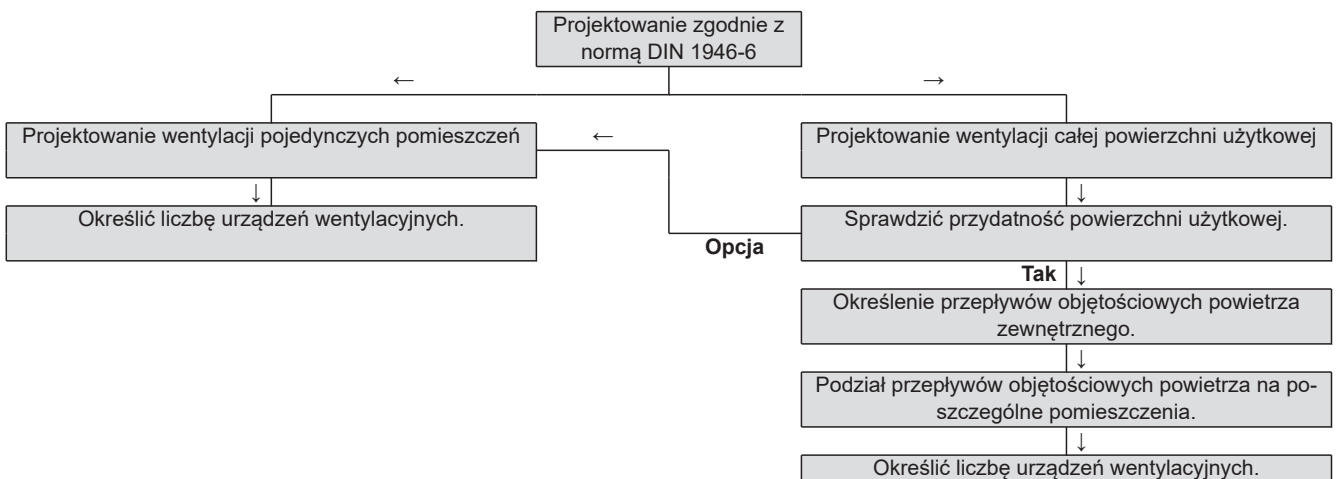 Projektowanie zgodnie z
normą DIN 1946-6
← →
Projektowanie wentylacji pojedynczych pomieszczeń
←
Projektowanie wentylacji całej powierzchni użytkowej
↓
↓
Określić liczbę urządzeń wentylacyjnych.
Sprawdzić przydatność powierzchni użytkowej.
Opcja
Tak ↓
Określenie przepływów objętościowych powietrza
zewnętrznego.
↓
Podział przepływów objętościowych powietrza na po-
szczególne pomieszczenia.
↓
Określić liczbę urządzeń wentylacyjnych.